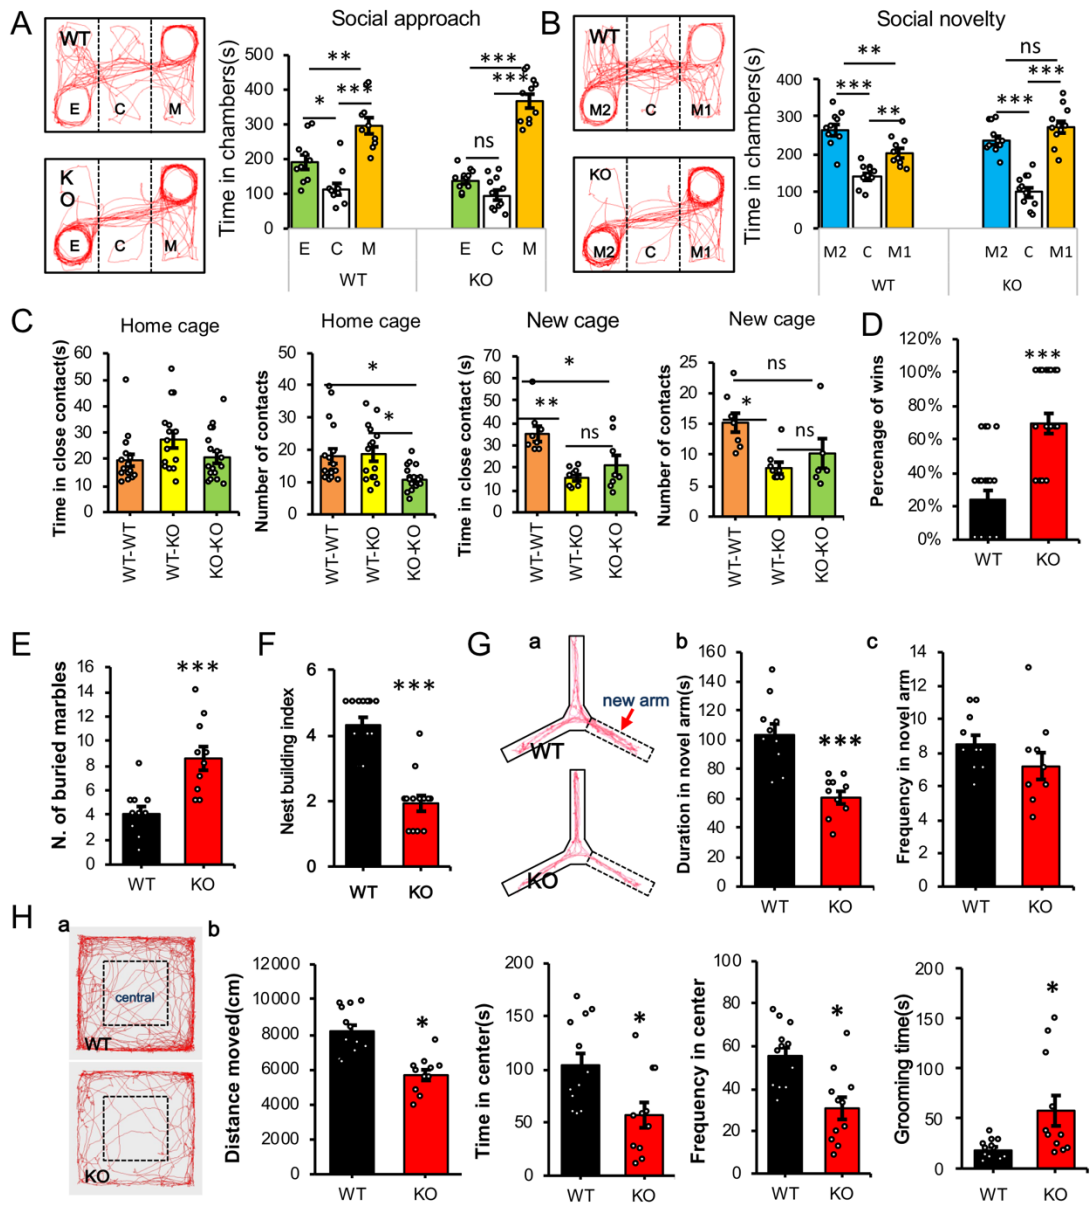 A
WT
E C M
K
O
E C M
Social approach
Time in chambers(s)
500
400
300
200
100
0
** *** * *** *** ns
E C M E C M
WT KO
B
WT
M2 C M1
KO
M2 C M1
Social novelty
Time in chambers(s)
400
300
200
100
0
** *** ** ns *** ***
M2 C M1 M2 C M1
WT KO
C
Home cage
Time in close contact(s)
60
50
40
30
20
10
0
WT-WT
WT-KO
KO-KO
Home cage
Number of contacts
50
40
30
20
10
0
*
*
WT-WT
WT-KO
KO-KO
New cage
Time in close contact (s)
70
60
50
40
30
20
10
0
*
**
ns
WT-WT
WT-KO
KO-KO
New cage
Number of contacts
25
20
15
10
5
0
ns
*
ns
WT-WT
WT-KO
KO-KO
D
Percenage of wins
120%
100%
80%
60%
40%
20%
0%
***
WT KO
E
N. of buried marbles
16
14
12
10
8
6
4
2
0
***
WT KO
F
Nest building index
6
4
2
0
***
WT KO
G
a
new arm
WT
KO
b
Duration in novel arm(s)
160
140
120
100
80
60
40
20
0
***
WT KO
c
Frequency in novel arm
14
12
10
8
6
4
2
0
WT KO
H
a
central
WT
KO
b
Distance moved(cm)
12000
10000
8000
6000
4000
2000
0
*
WT KO
Time in center(s)
200
150
100
50
0
*
WT KO
Frequency in center
100
80
60
40
20
0
*
WT KO
Grooming time(s)
200
150
100
50
0
*
WT KO